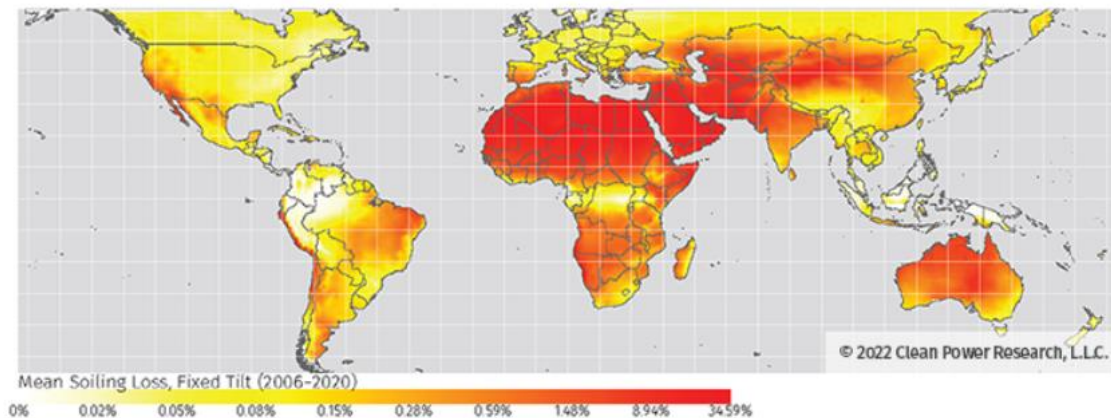 © 2022 Clean Power Research, L.L.C.
Mean Soiling Loss, Fixed Tilt (2006-2020)
0% 0.02% 0.05% 0.08% 0.15% 0.28% 0.59% 1.48% 8.94% 34.59%